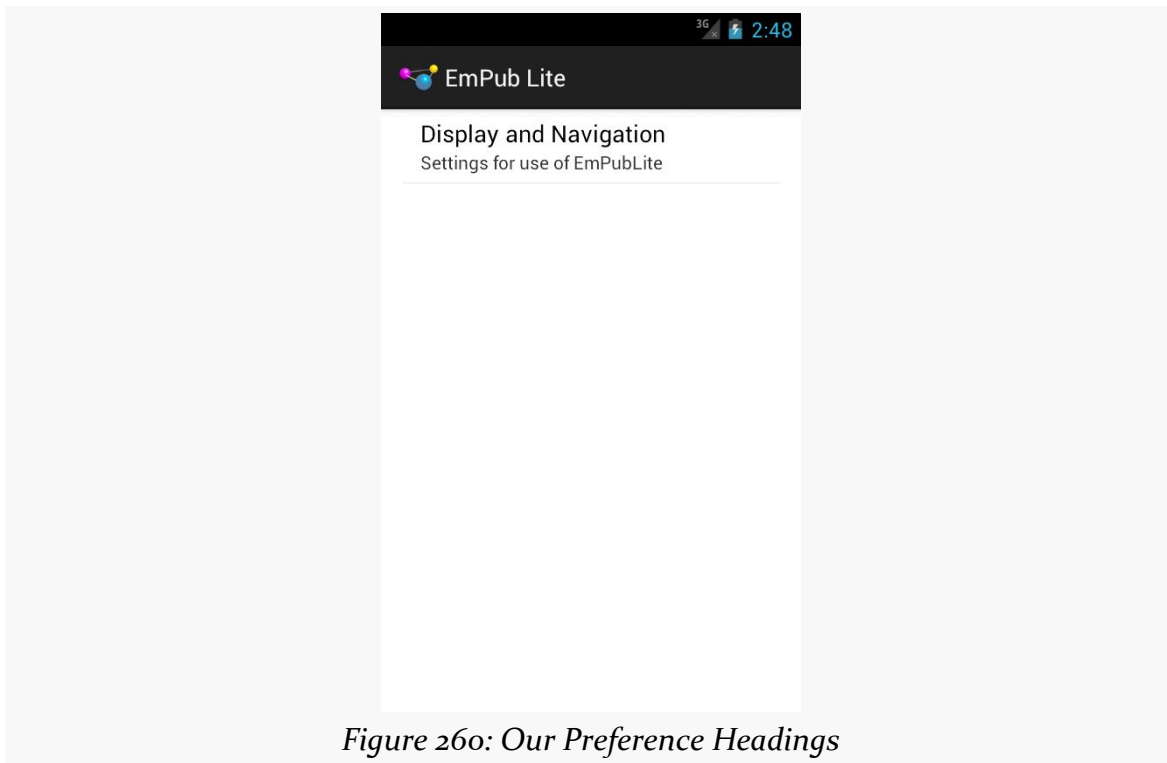 3G
2:48
EmPub Lite
Display and Navigation
Settings for use of EmPubLite
Figure 260: Our Preference Headings